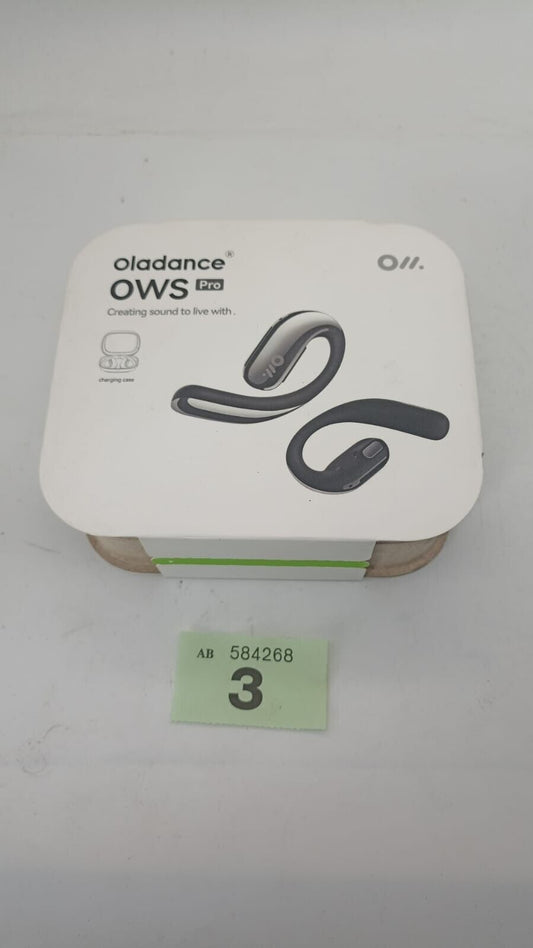 oladance®
OWS Pro
Creating sound to live with.
charging case
O//.
O//.
AB 584268
3